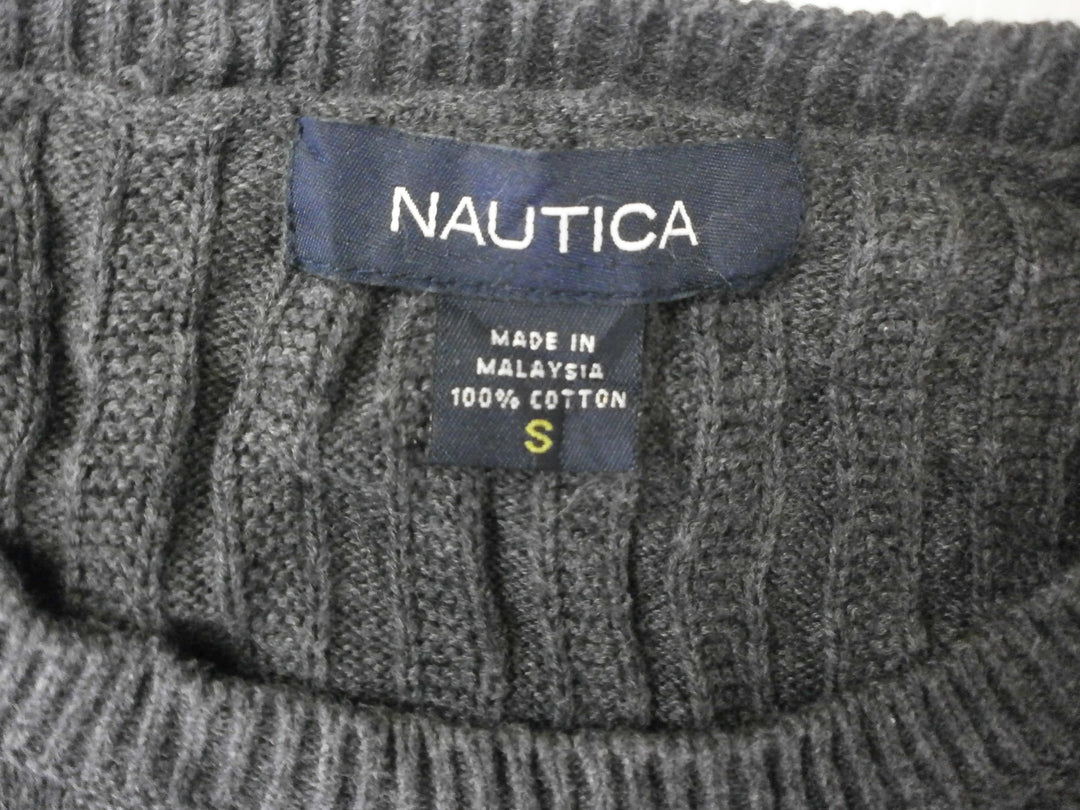 NAUTICA
MADE IN
MALAYSIA
100% COTTON
S